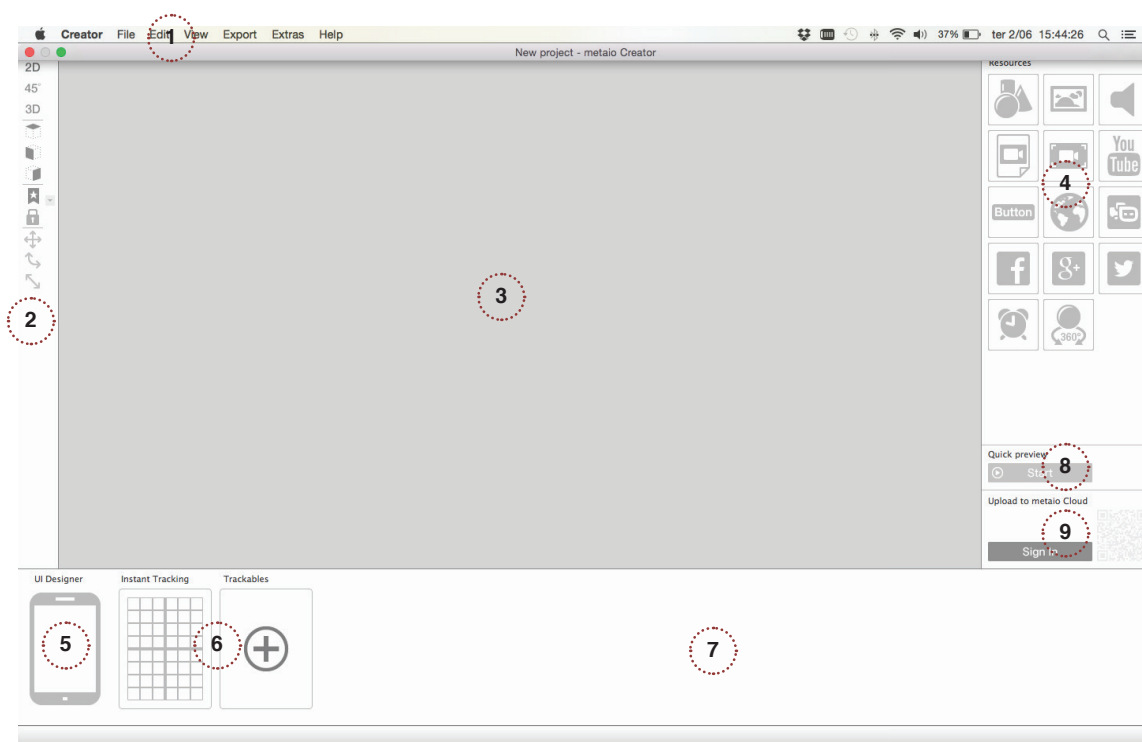 Creator File Edit View Export Extras Help 37% ter 2/06 15:44:26
1
New project - metaio Creator
2D
45°
3D
2
3
Resources
You
Tube
4
Button
f g+
360°
Quick preview
Start 8
Upload to metaio Cloud
9
Sign In
UI Designer Instant Tracking Trackables
5 6 7